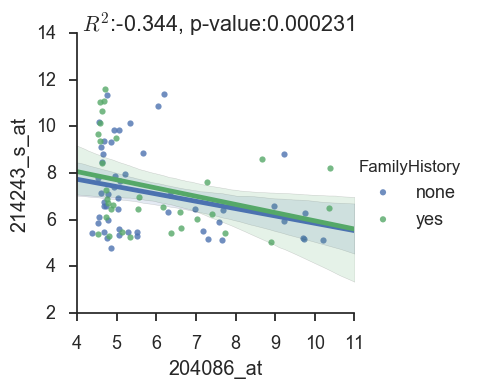 R²:-0.344, p-value:0.000231
14
12
10
8
6
4
2
214243_s_at
4 5 6 7 8 9 10 11
204086_at
FamilyHistory
none
yes